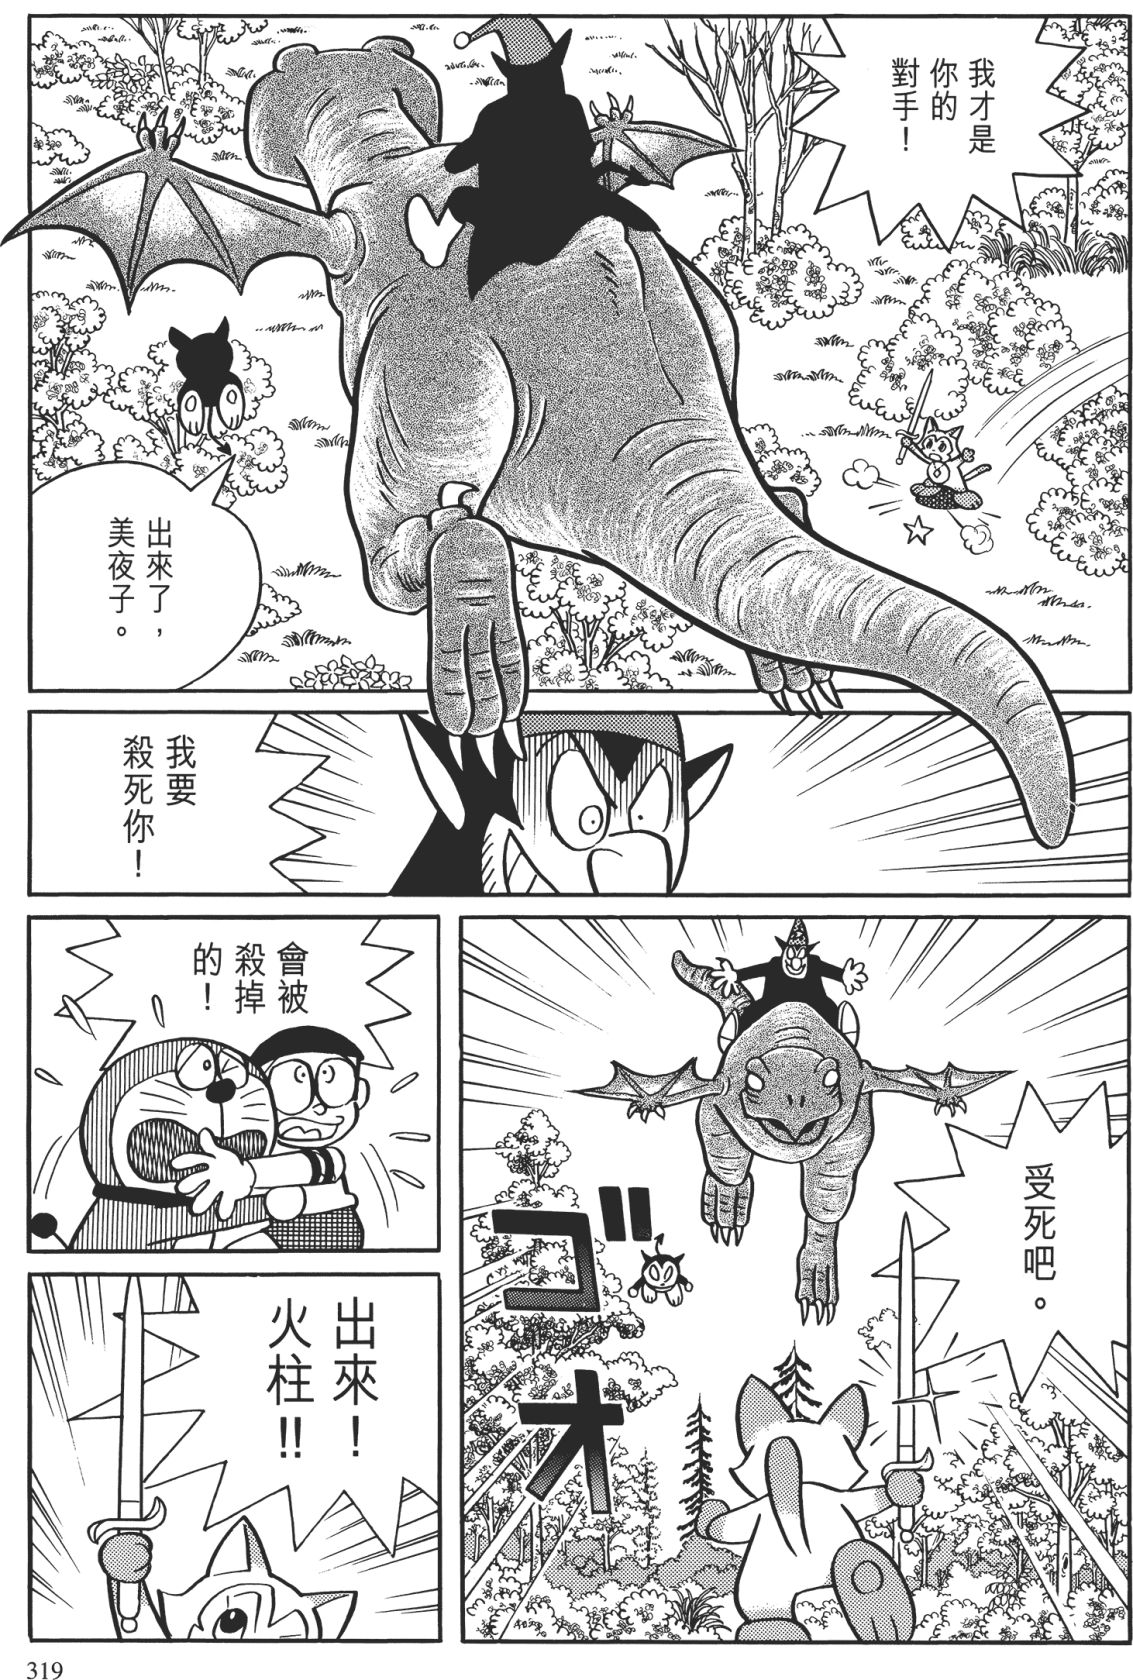 我才是
你的
對手！
出來了，
美夜子。
我要
殺死你！
受死吧。
ゴオ
會被
殺掉
的！
出來！
火柱!!
319